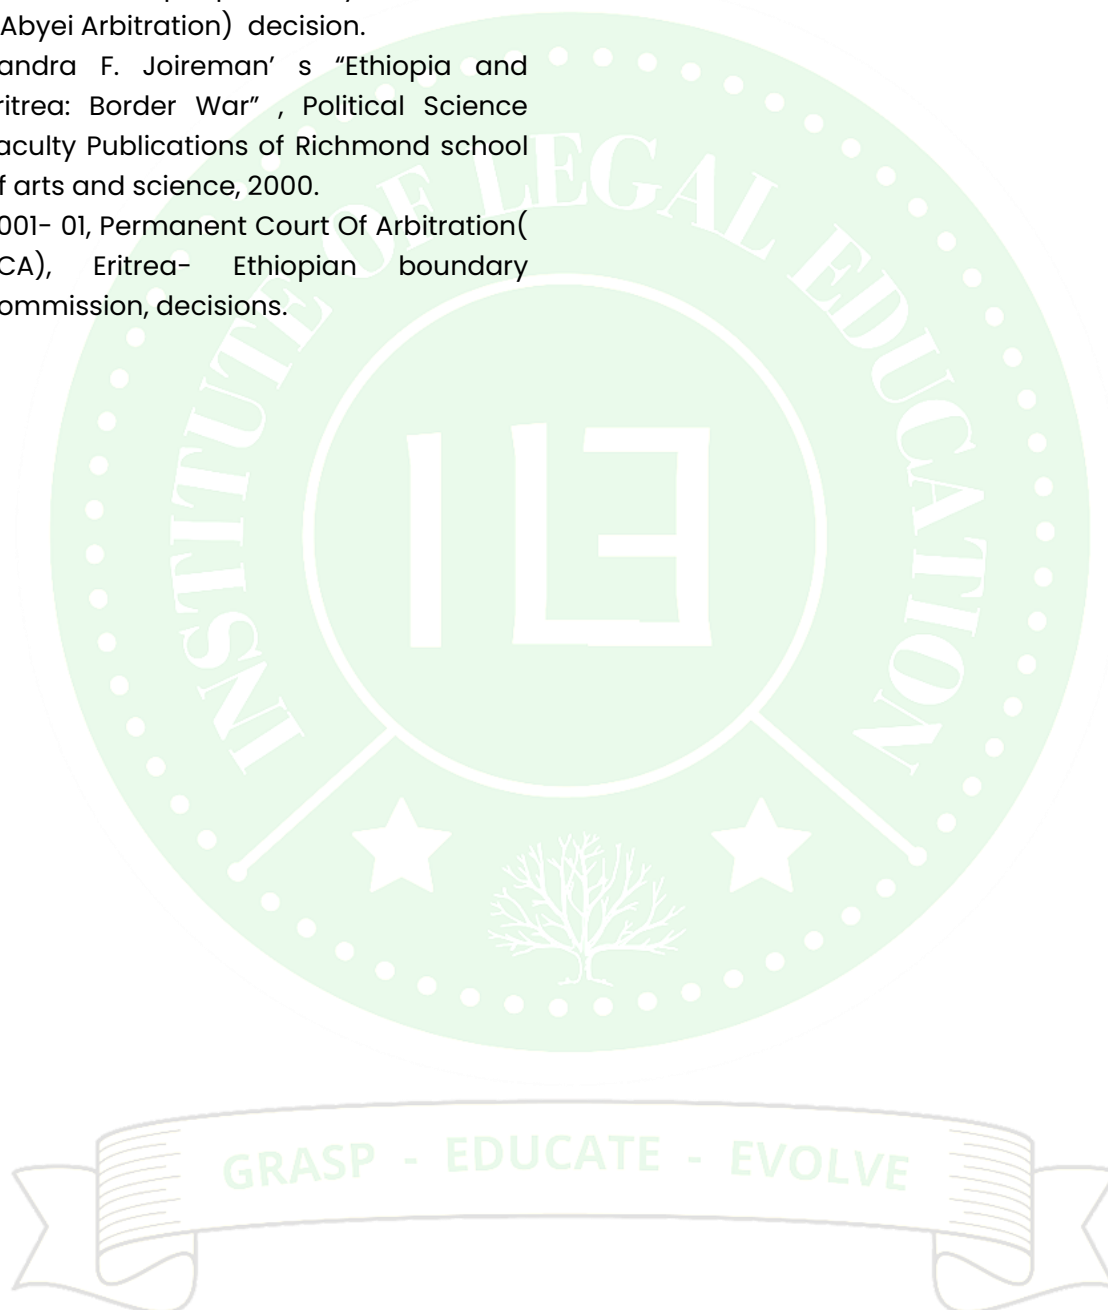 Abyei Arbitration) decision.
andra F. Joireman’ s “Ethiopia and
ritrea: Border War” , Political Science
aculty Publications of Richmond school
f arts and science, 2000.
001- 01, Permanent Court Of Arbitration(
CA), Eritrea- Ethiopian boundary
ommission, decisions.
INSTITUTE OF LEGAL EDUCATION
ILE
GRASP - EDUCATE - EVOLVE